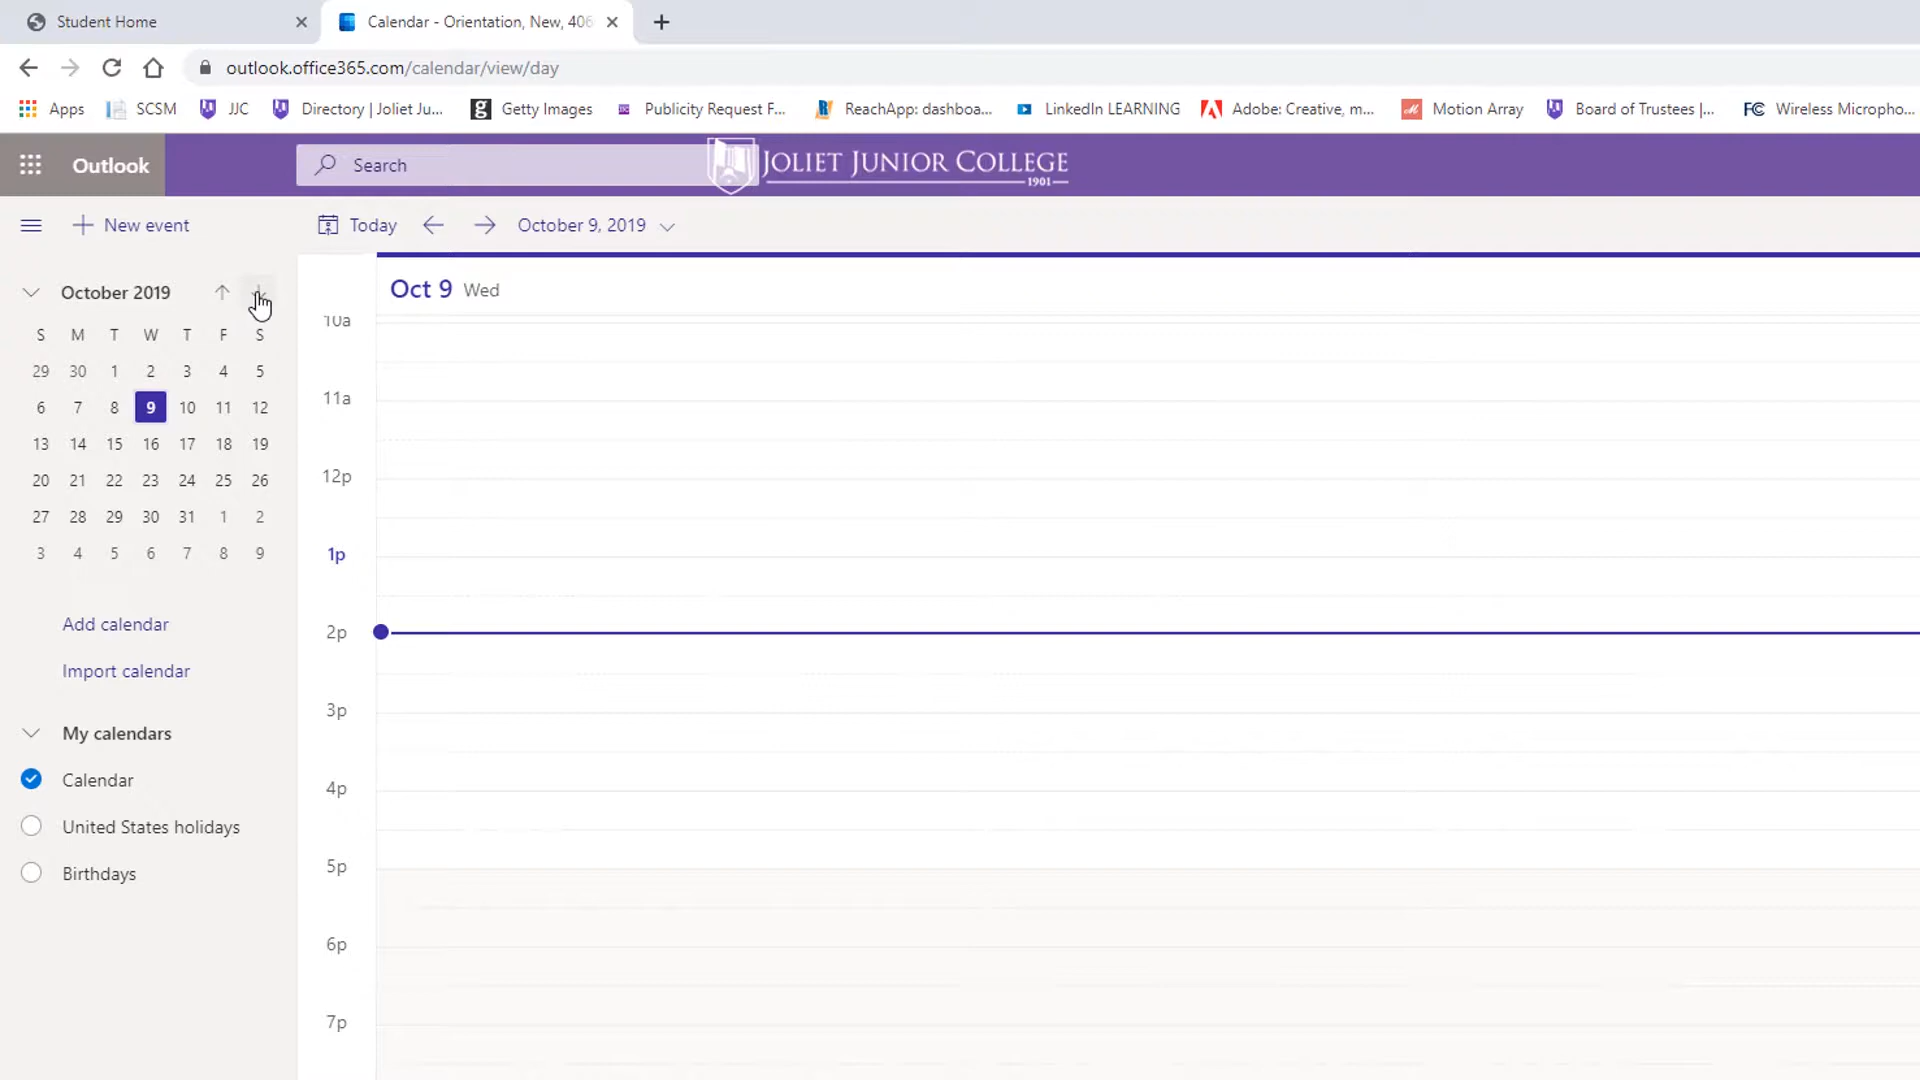 Student Home
Calendar - Orientation, New, 406
outlook.office365.com/calendar/view/day
Apps SCSM JJC Directory | Joliet Ju... Getty Images Publicity Request F... ReachApp: dashboa... LinkedIn LEARNING Adobe: Creative, m... Motion Array Board of Trustees |... Wireless Micropho...
Outlook
Search
JOLIET JUNIOR COLLEGE
1901
New event
Today
October 9, 2019
October 2019
S M T W T F S
29 30 1 2 3 4 5
6 7 8 9 10 11 12
13 14 15 16 17 18 19
20 21 22 23 24 25 26
27 28 29 30 31 1 2
3 4 5 6 7 8 9
Add calendar
Import calendar
My calendars
Calendar
United States holidays
Birthdays
Oct 9 Wed
10a
11a
12p
1p
2p
3p
4p
5p
6p
7p